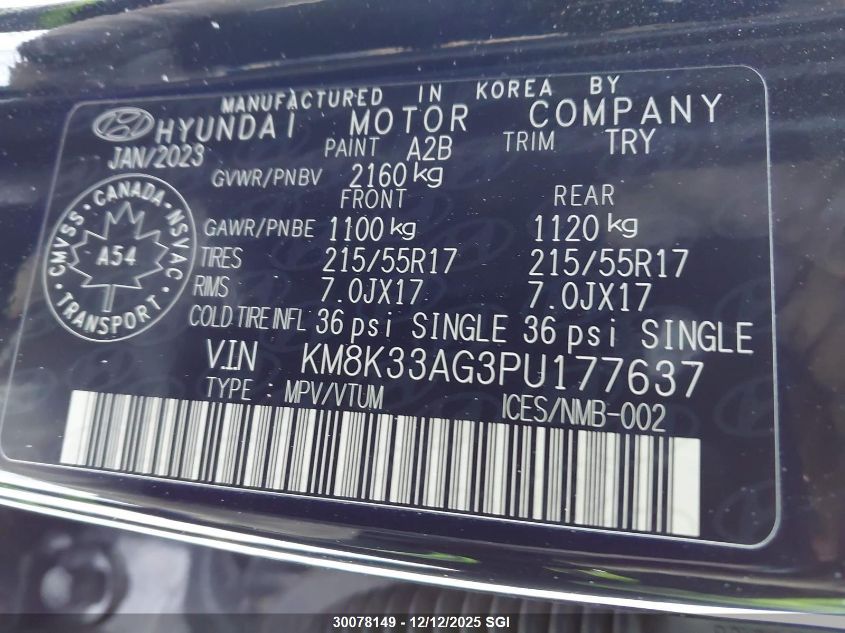 MANUFACTURED IN KOREA BY
HYUNDAI MOTOR COMPANY
JAN/2023 PAINT A2B TRIM TRY
GVWR/PNBV 2160 kg
FRONT REAR
GAWR/PNBE 1100 kg 1120 kg
TIRES 215/55R17 215/55R17
RIMS 7.0JX17 7.0JX17
COLD TIRE INFL 36 psi SINGLE 36 psi SINGLE
VIN KM8K33AG3PU177637
TYPE : MPV/VTUM ICES/NMB-002
CMVSS · CANADA · NSVAC
A54
TRANSPORT
30078149 - 12/12/2025 SGI